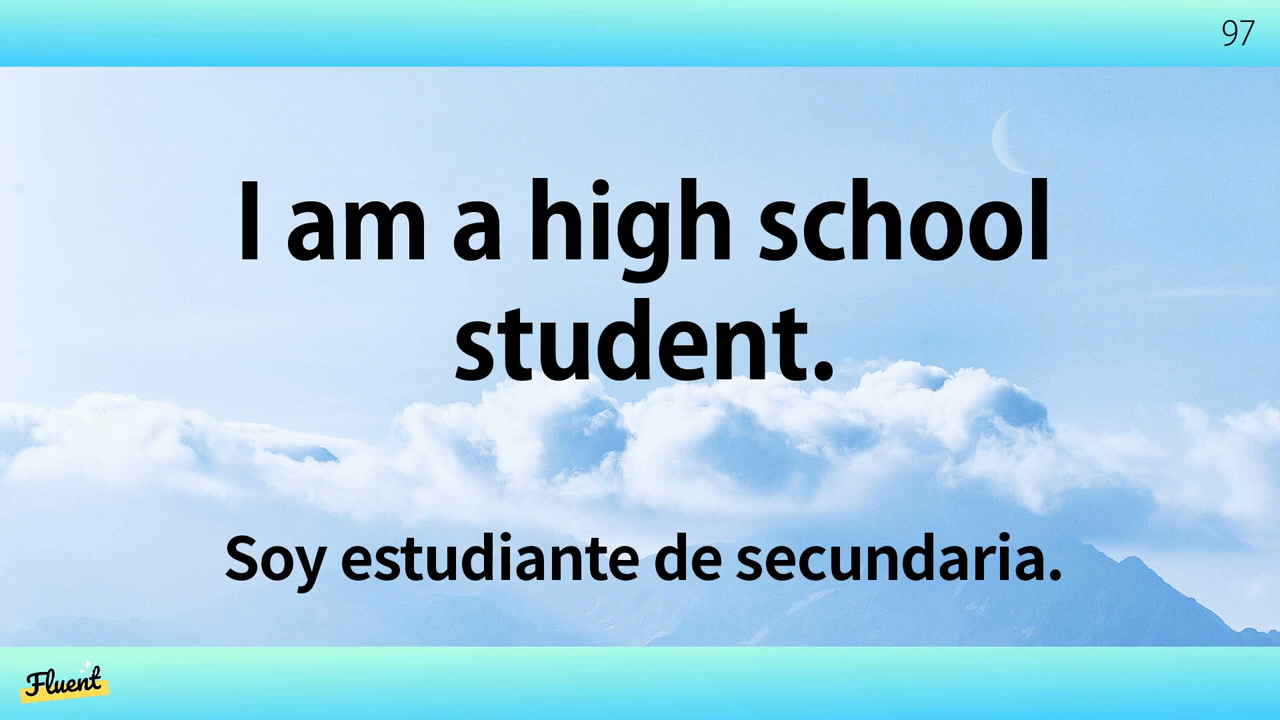 97
I am a high school
student.
Soy estudiante de secundaria.
Fluent